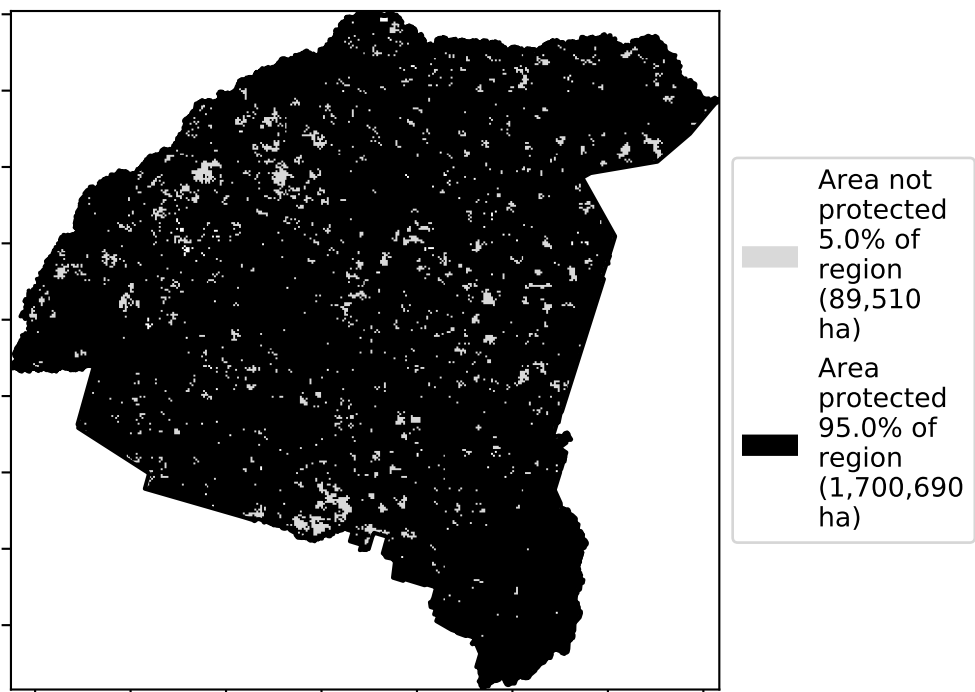 Area not
protected
5.0% of
region
(89,510
ha)
Area
protected
95.0% of
region
(1,700,690
ha)